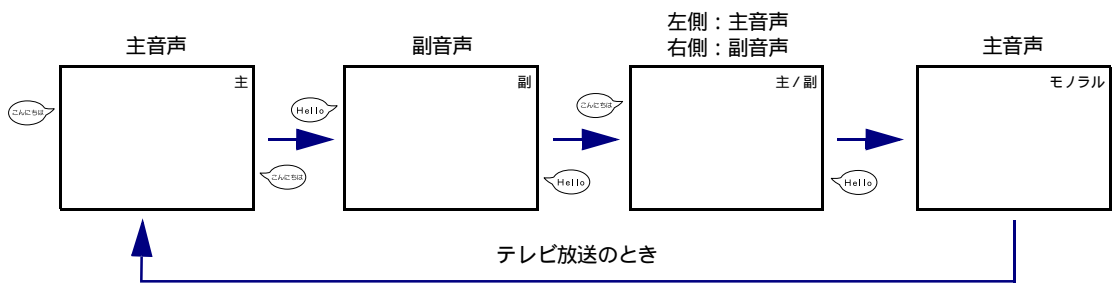 主音声
主
こんにちは
こんにちは
副音声
副
Hello
Hello
左側:主音声
右側:副音声
主/副
こんにちは
Hello
主音声
モノラル
テレビ放送のとき